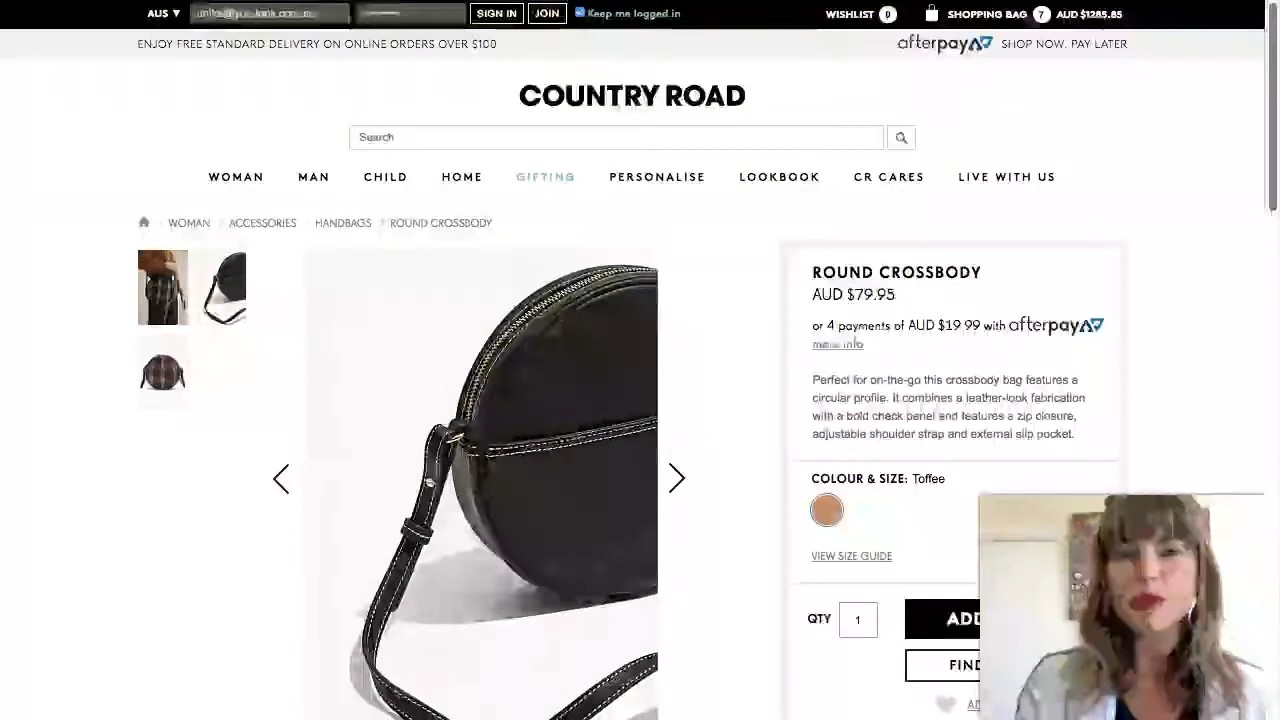 AUS ▼
SIGN IN
JOIN
Keep me logged in
WISHLIST 0
SHOPPING BAG 7 AUD $1285.85
ENJOY FREE STANDARD DELIVERY ON ONLINE ORDERS OVER $100
afterpay SHOP NOW. PAY LATER
COUNTRY ROAD
Search
WOMAN MAN CHILD HOME GIFTING PERSONALISE LOOKBOOK CR CARES LIVE WITH US
WOMAN ACCESSORIES HANDBAGS ROUND CROSSBODY
ROUND CROSSBODY
AUD $79.95
or 4 payments of AUD $19.99 with afterpay
more info
Perfect for on-the-go this crossbody bag features a
circular profile. It combines a leather-look fabrication
with a bold check panel and features a zip closure,
adjustable shoulder strap and external slip pocket.
COLOUR & SIZE: Toffee
VIEW SIZE GUIDE
QTY 1
ADD
FIND